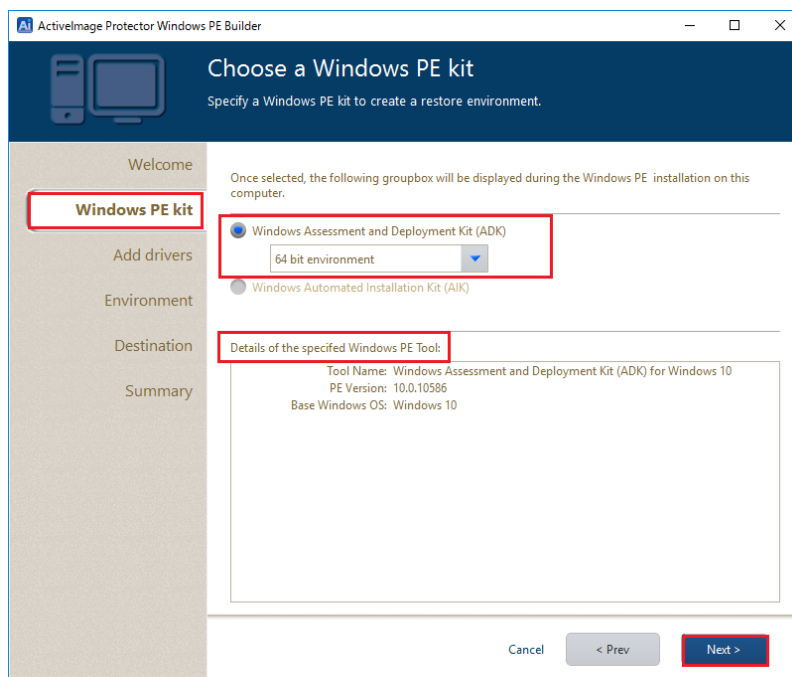 Ai ActiveImage Protector Windows PE Builder
Choose a Windows PE kit
Specify a Windows PE kit to create a restore environment.
Welcome
Windows PE kit
Add drivers
Environment
Destination
Summary
Once selected, the following groupbox will be displayed during the Windows PE installation on this
computer.
Windows Assessment and Deployment Kit (ADK)
64 bit environment
Windows Automated Installation Kit (AIK)
Details of the specifed Windows PE Tool:
Tool Name: Windows Assessment and Deployment Kit (ADK) for Windows 10
PE Version: 10.0.10586
Base Windows OS: Windows 10
Cancel
< Prev
Next >